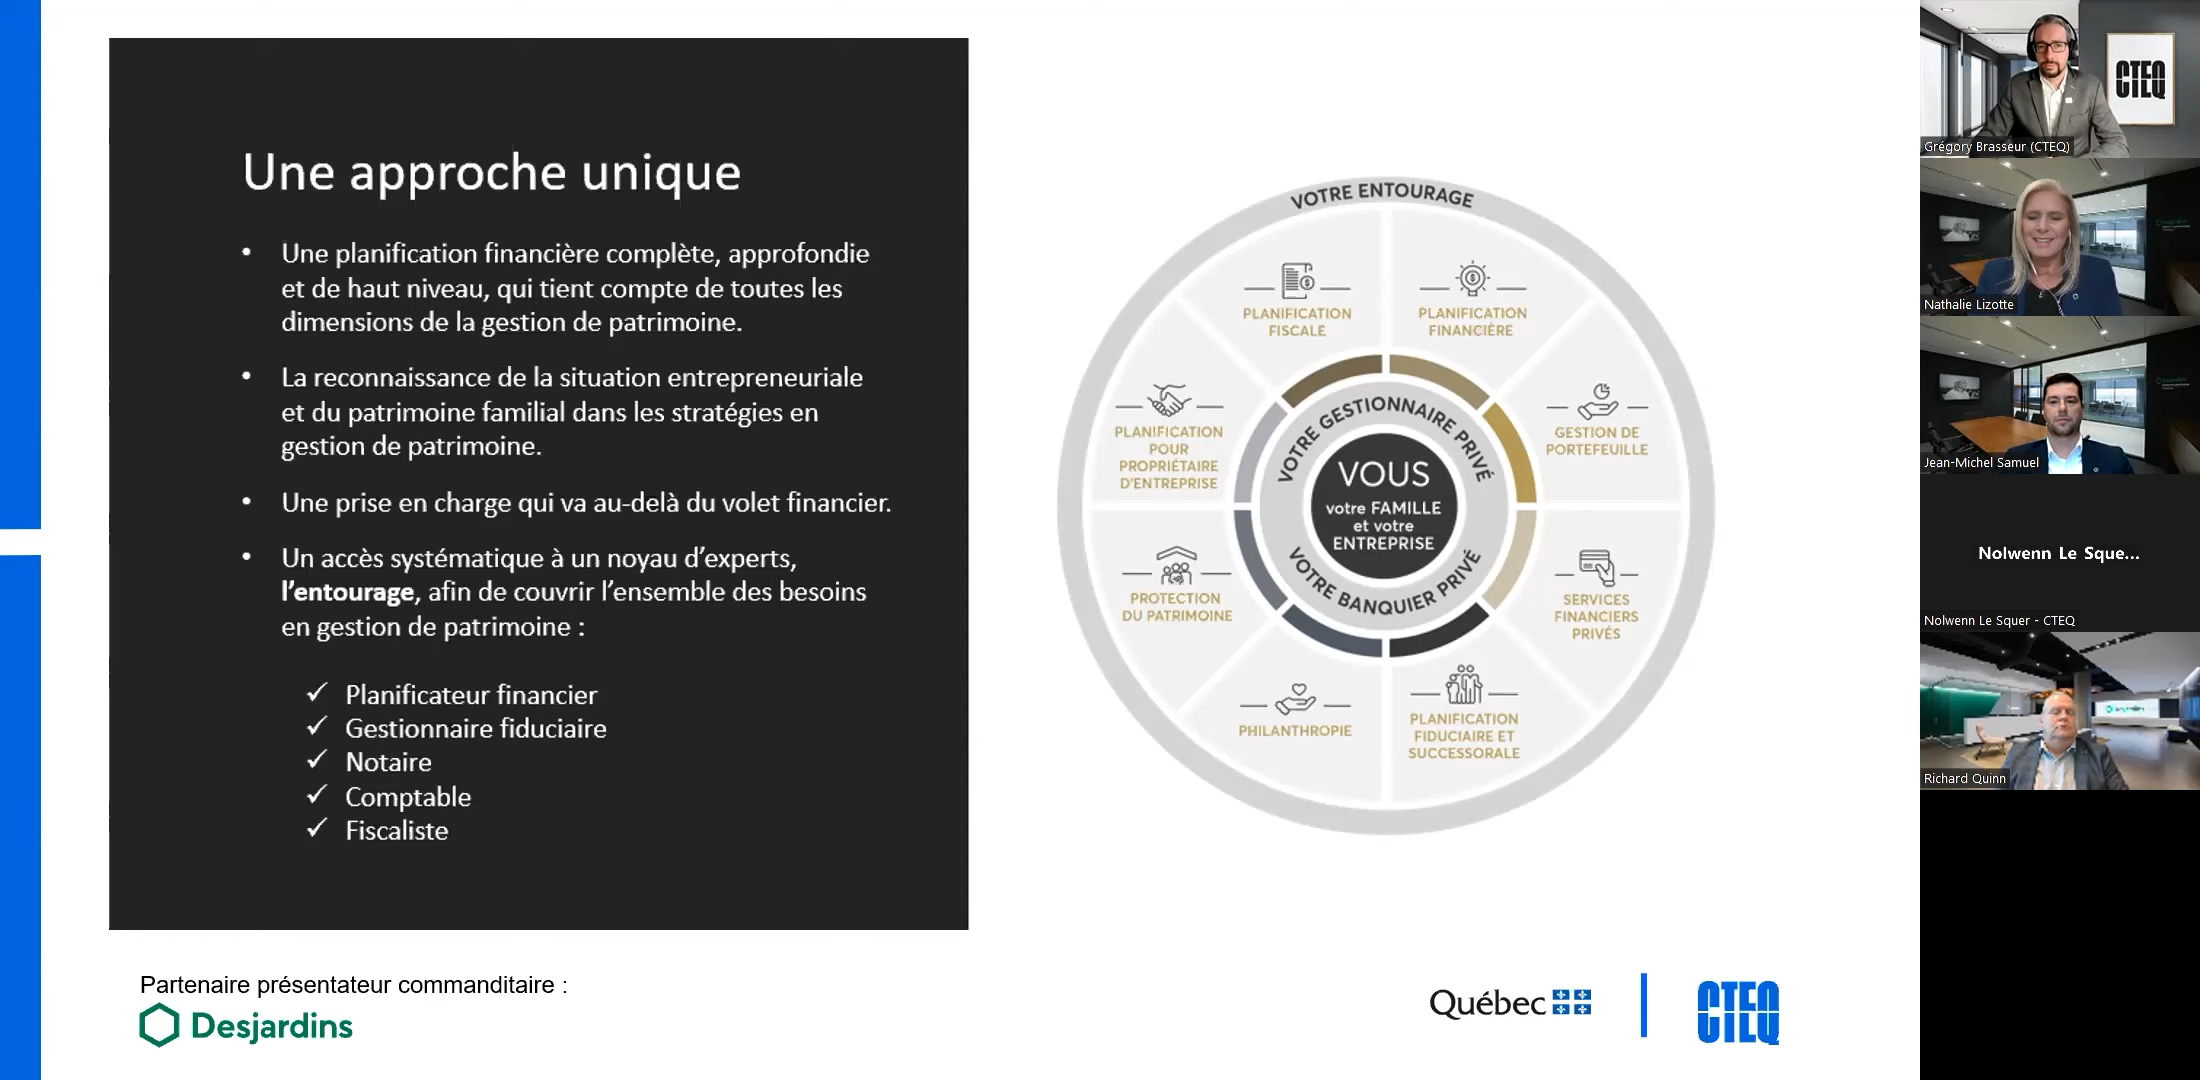 Une approche unique
• Une planification financière complète, approfondie
et de haut niveau, qui tient compte de toutes les
dimensions de la gestion de patrimoine.
• La reconnaissance de la situation entrepreneuriale
et du patrimoine familial dans les stratégies en
gestion de patrimoine.
• Une prise en charge qui va au-delà du volet financier.
• Un accès systématique à un noyau d’experts,
l’entourage, afin de couvrir l’ensemble des besoins
en gestion de patrimoine :
✓ Planificateur financier
✓ Gestionnaire fiduciaire
✓ Notaire
✓ Comptable
✓ Fiscaliste
VOTRE ENTOURAGE
PLANIFICATION
FISCALE
PLANIFICATION
FINANCIÈRE
PLANIFICATION
POUR
PROPRIÉTAIRE
D’ENTREPRISE
GESTION DE
PORTEFEUILLE
VOTRE GESTIONNAIRE PRIVÉ
VOUS
votre FAMILLE
et votre
ENTREPRISE
VOTRE BANQUIER PRIVÉ
PROTECTION
DU PATRIMOINE
SERVICES
FINANCIERS
PRIVÉS
PHILANTHROPIE
PLANIFICATION
FIDUCIAIRE ET
SUCCESSORALE
Partenaire présentateur commanditaire :
Desjardins
Québec
CTEQ
CTEQ
Grégory Brasseur (CTEQ)
Nathalie Lizotte
Jean-Michel Samuel
Nolwenn Le Sque...
Nolwenn Le Squer - CTEQ
Richard Quinn